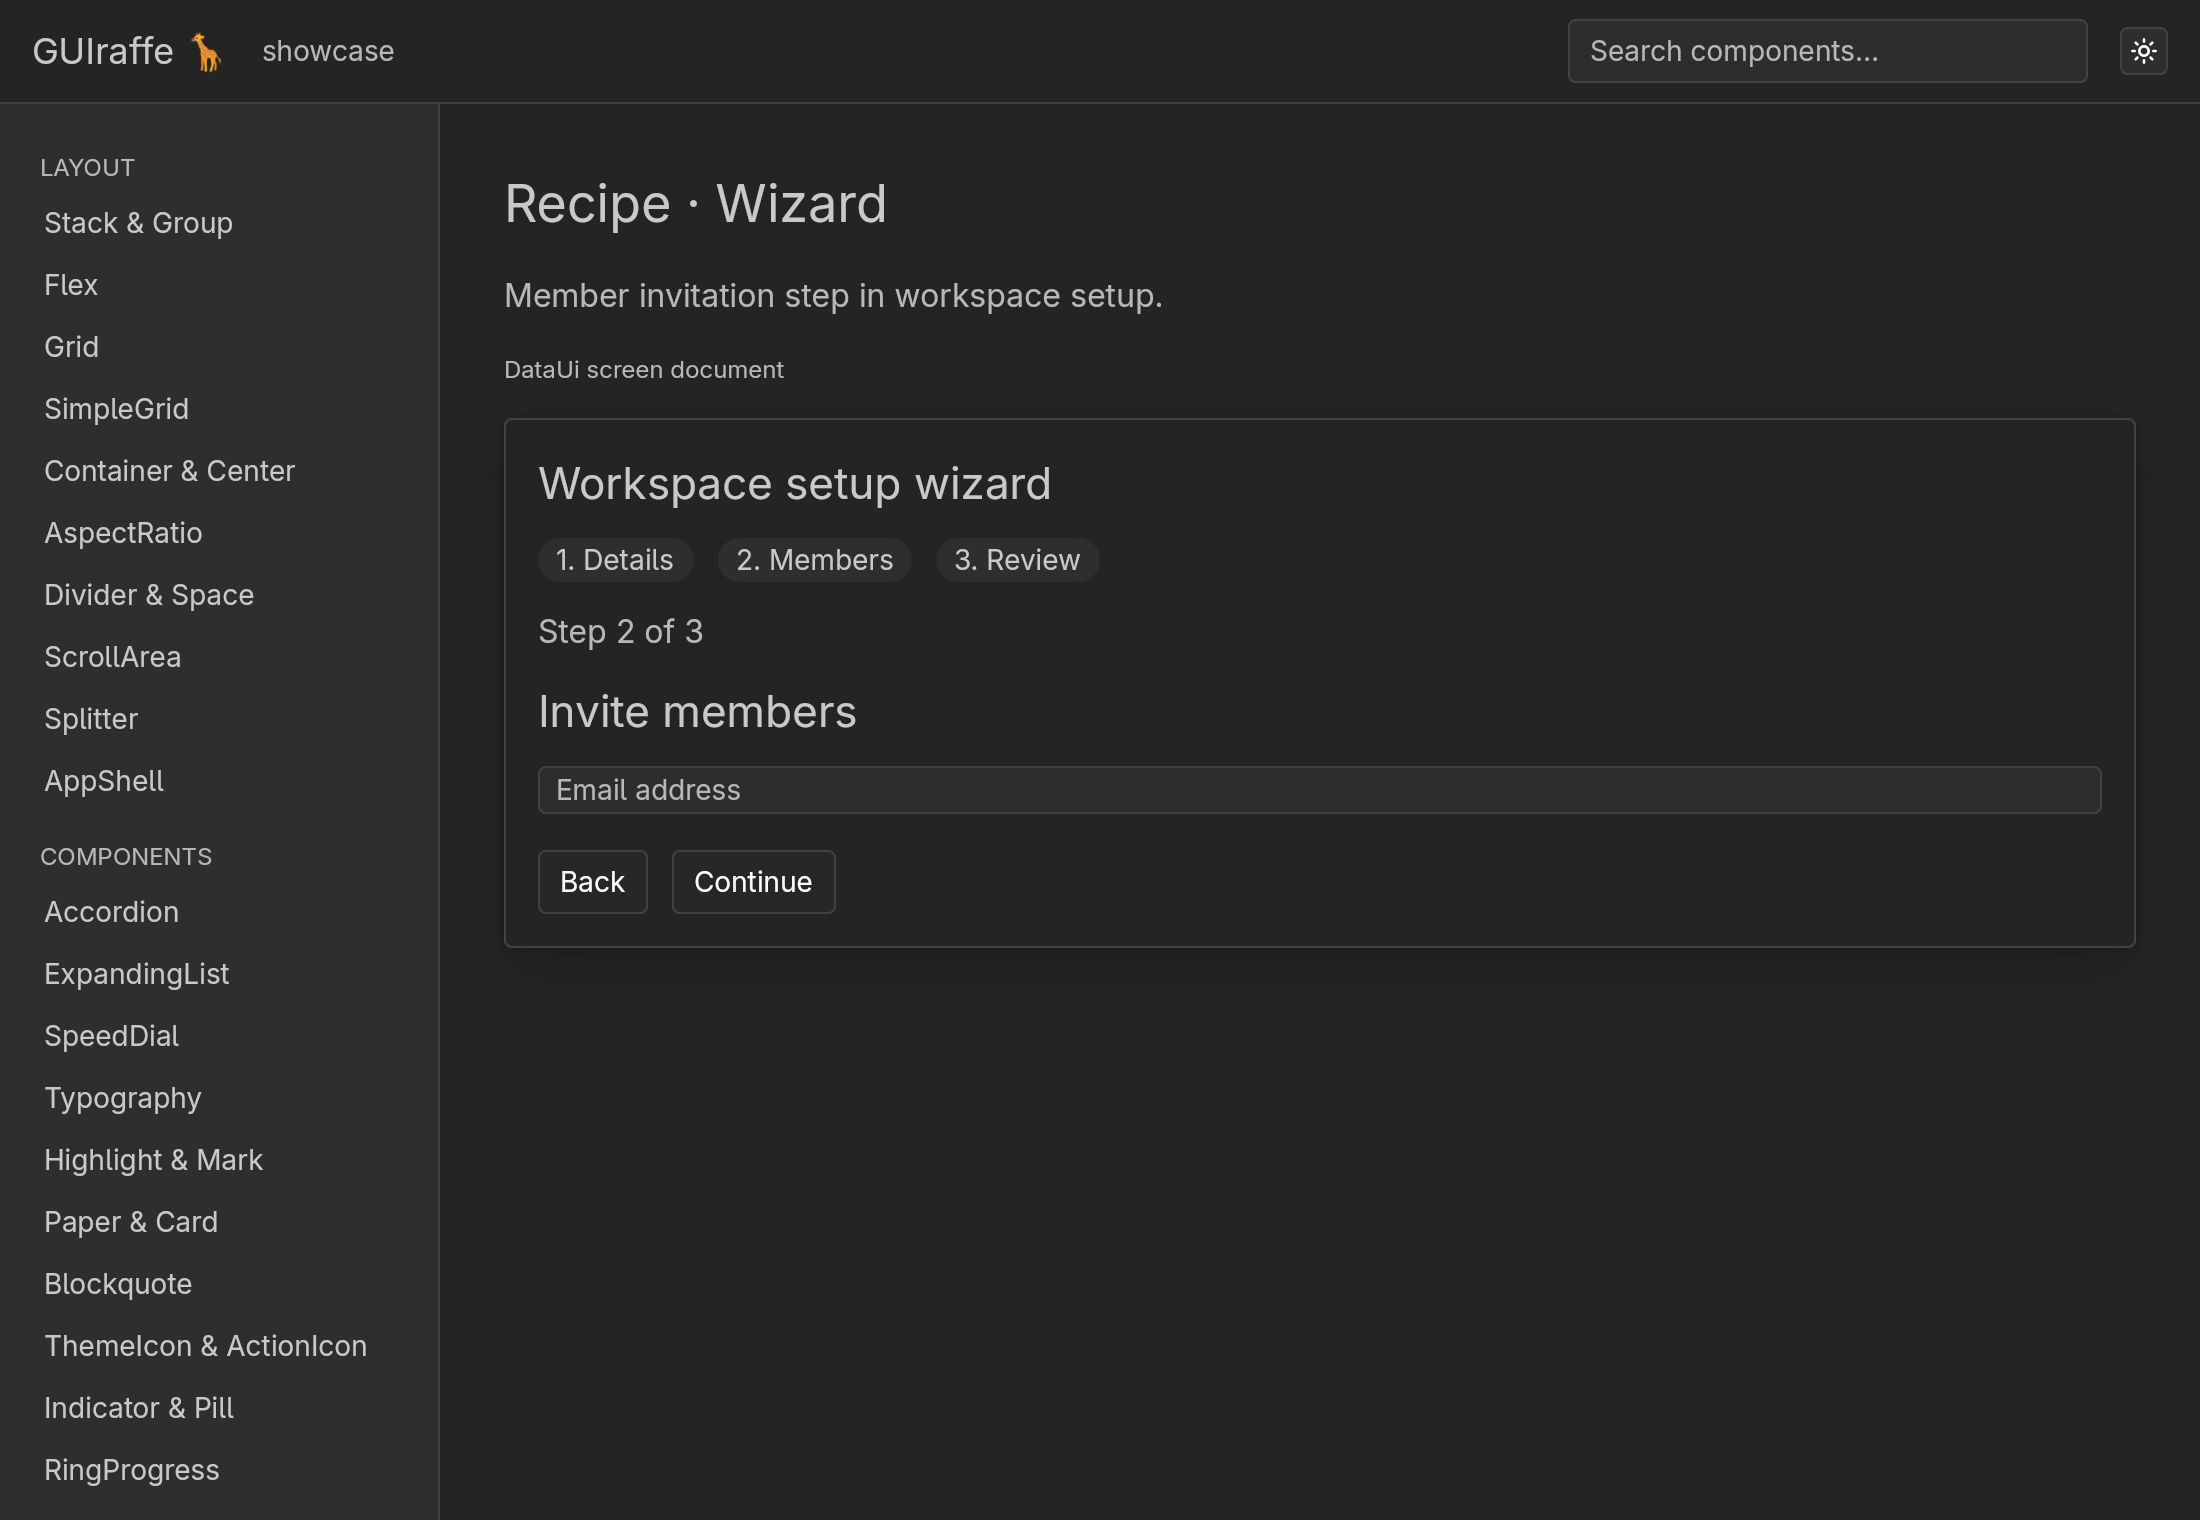 GUIraffe 🦒 showcase
Search components...
LAYOUT
Stack & Group
Flex
Grid
SimpleGrid
Container & Center
AspectRatio
Divider & Space
ScrollArea
Splitter
AppShell
COMPONENTS
Accordion
ExpandingList
SpeedDial
Typography
Highlight & Mark
Paper & Card
Blockquote
ThemeIcon & ActionIcon
Indicator & Pill
RingProgress
Recipe · Wizard
Member invitation step in workspace setup.
DataUi screen document
Workspace setup wizard
1. Details 2. Members 3. Review
Step 2 of 3
Invite members
Email address
Back Continue